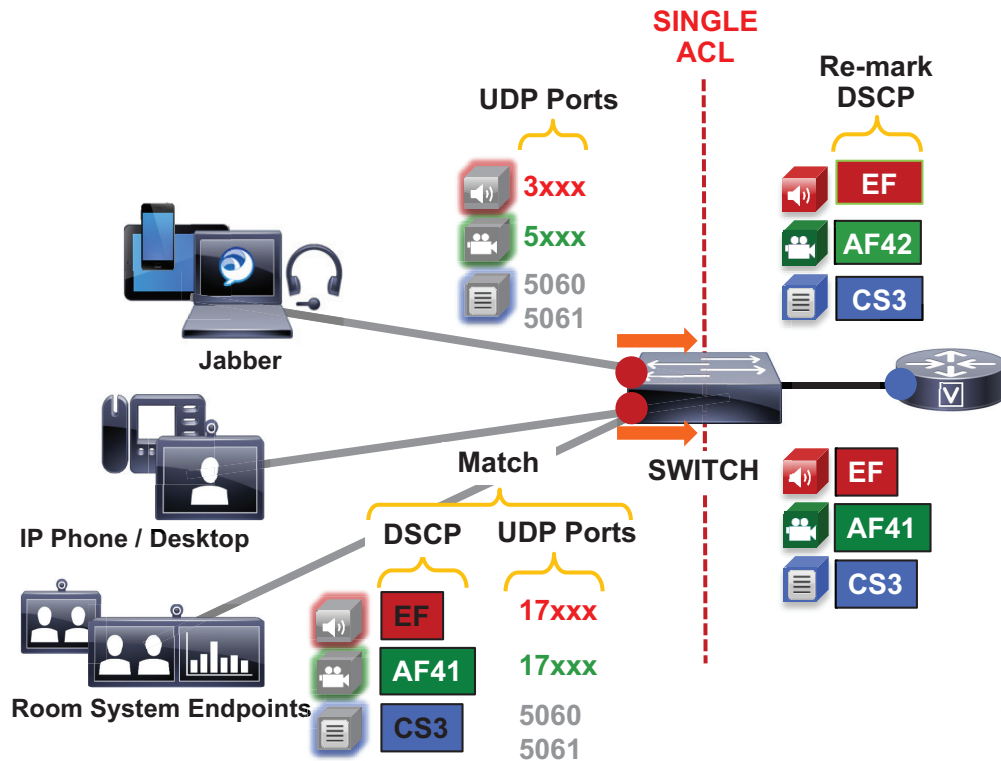 SINGLE
ACL
Re-mark
DSCP
UDP Ports
3xxx
5xxx
5060
5061
EF
AF42
CS3
Jabber
V
SWITCH
IP Phone / Desktop
Match
DSCP
UDP Ports
EF
17xxx
AF41
17xxx
CS3
5060
5061
EF
AF41
CS3
Room System Endpoints